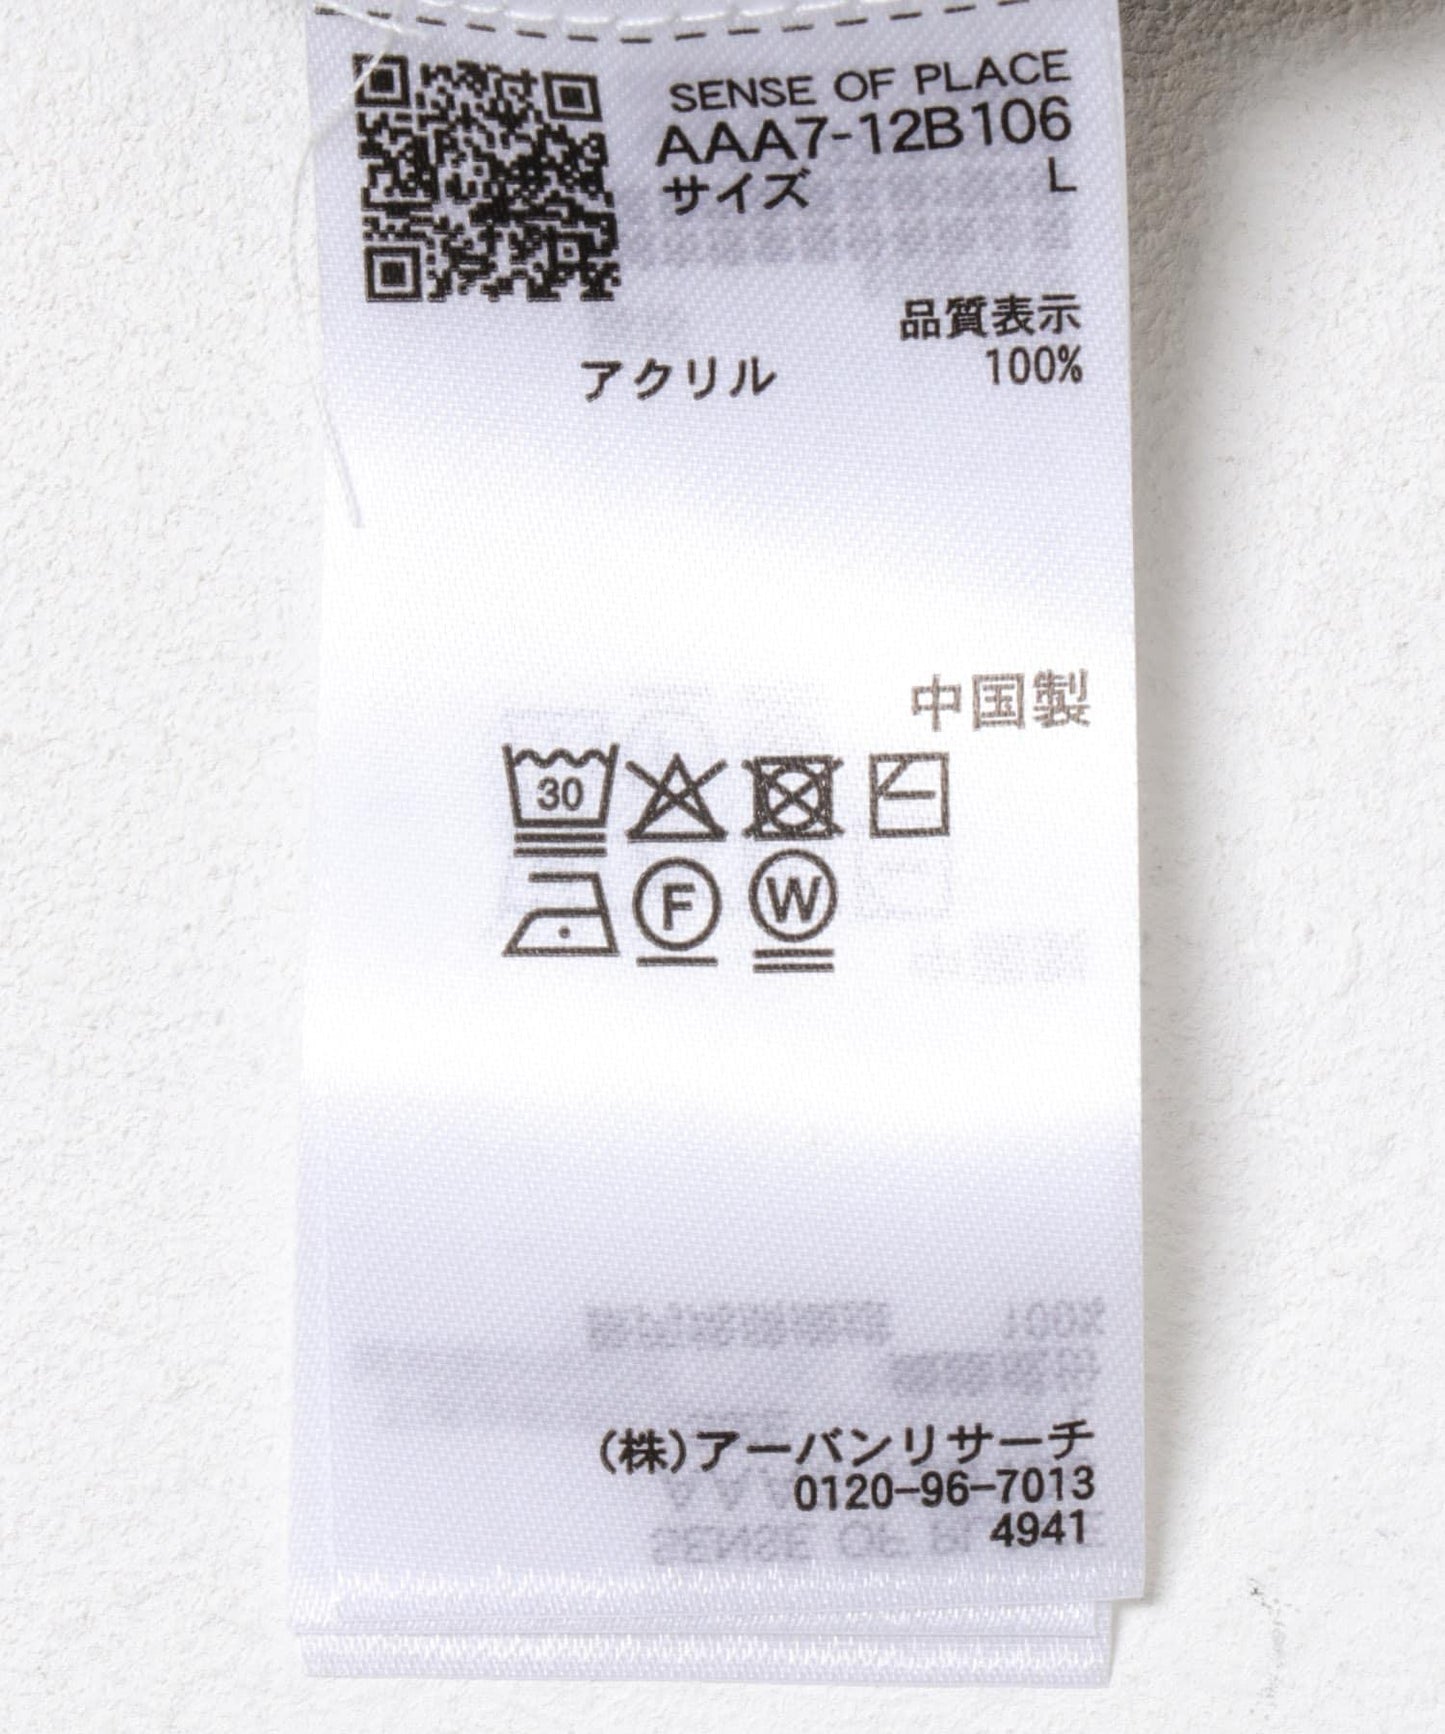 SENSE OF PLACE
AAA7-12B106
サイズ L
品質表示
アクリル 100%
中国製
30
F W
(株)アーバンリサーチ
0120-96-7013
4941